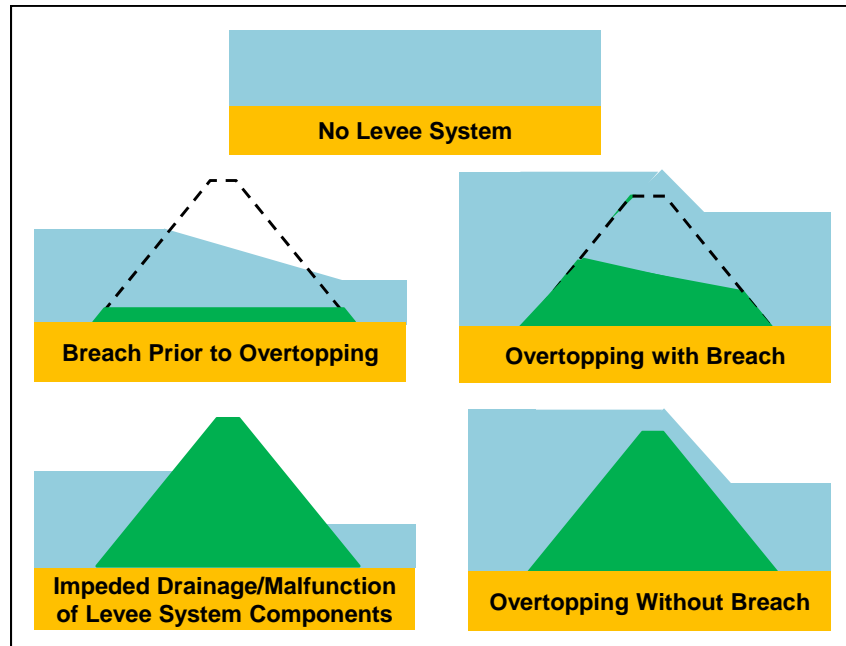 No Levee System
Breach Prior to Overtopping
Overtopping with Breach
Impeded Drainage/Malfunction
of Levee System Components
Overtopping Without Breach